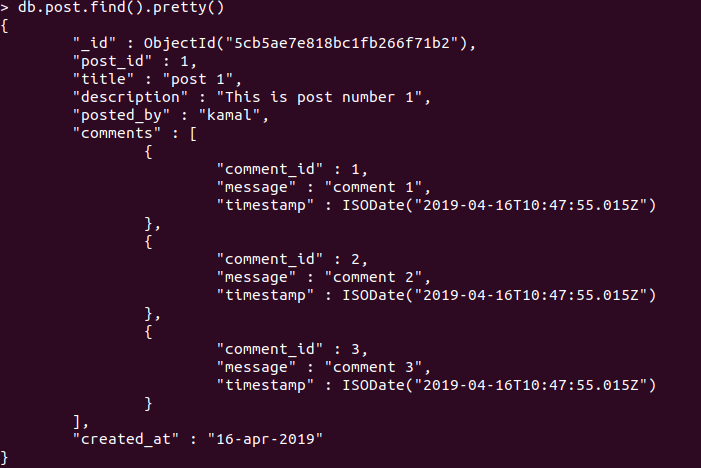 > db.post.find().pretty()
{
        "_id" : ObjectId("5cb5ae7e818bc1fb266f71b2"),
        "post_id" : 1,
        "title" : "post 1",
        "description" : "This is post number 1",
        "posted_by" : "kamal",
        "comments" : [
                {
                        "comment_id" : 1,
                        "message" : "comment 1",
                        "timestamp" : ISODate("2019-04-16T10:47:55.015Z")
                },
                {
                        "comment_id" : 2,
                        "message" : "comment 2",
                        "timestamp" : ISODate("2019-04-16T10:47:55.015Z")
                },
                {
                        "comment_id" : 3,
                        "message" : "comment 3",
                        "timestamp" : ISODate("2019-04-16T10:47:55.015Z")
                }
        ],
        "created_at" : "16-apr-2019"
}